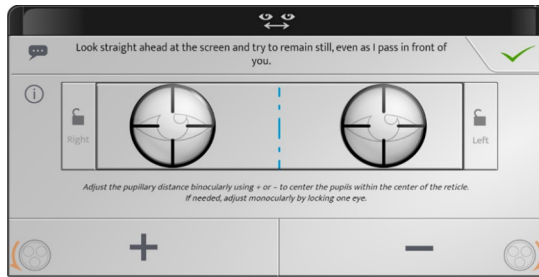 Look straight ahead at the screen and try to remain still, even as I pass in front of
you.
Right
Left
Adjust the pupillary distance binocularly using + or – to center the pupils within the center of the reticle.
If needed, adjust monocularly by locking one eye.